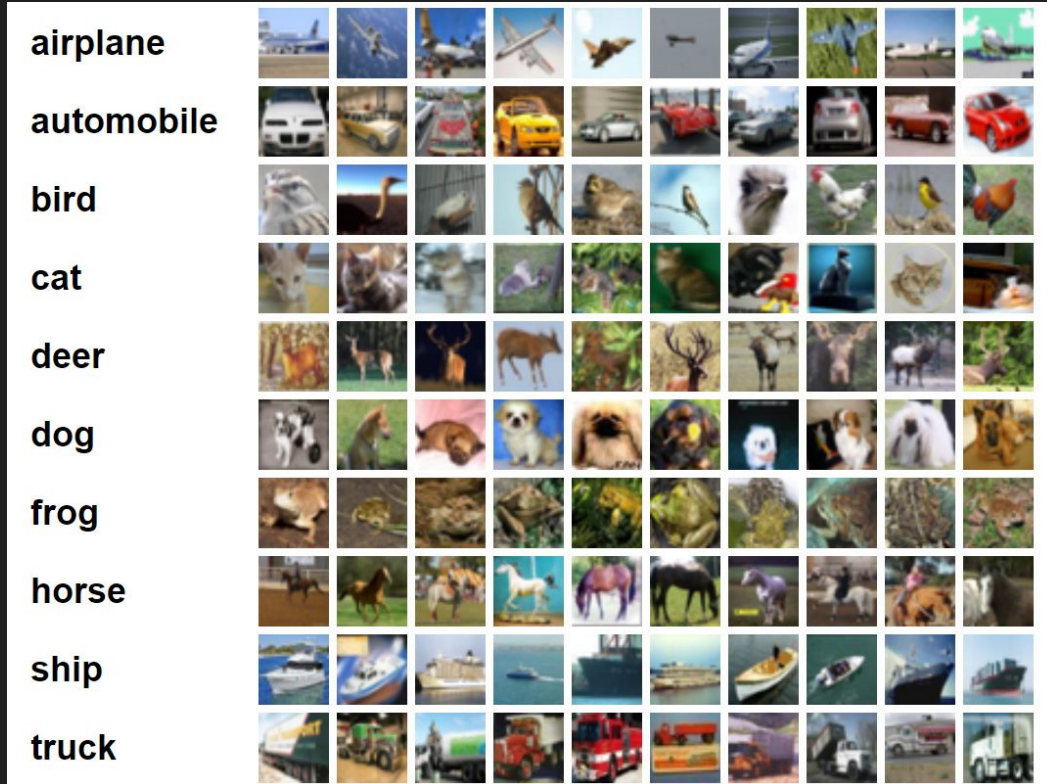 airplane
automobile
bird
cat
deer
dog
frog
horse
ship
truck